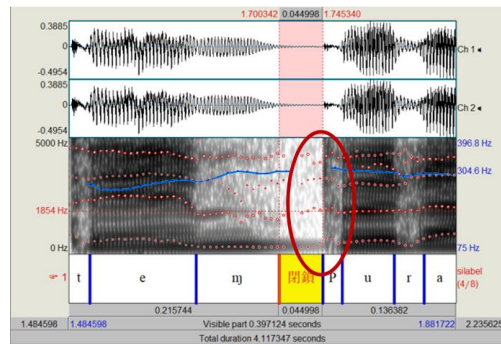 1.700342 0.044998 1.745340
0.3885
0
-0.4954
Ch 1
0.3885
0
-0.4954
Ch 2
5000 Hz 396.8 Hz
304.6 Hz
1854 Hz
0 Hz 75 Hz
1 t e ɱ 閉鎖 p u r a silabel
(4/8)
0.215744 0.044998 0.136382
1.484598 1.484598 Visible part 0.397124 seconds 1.881722 2.235625
Total duration 4.117347 seconds